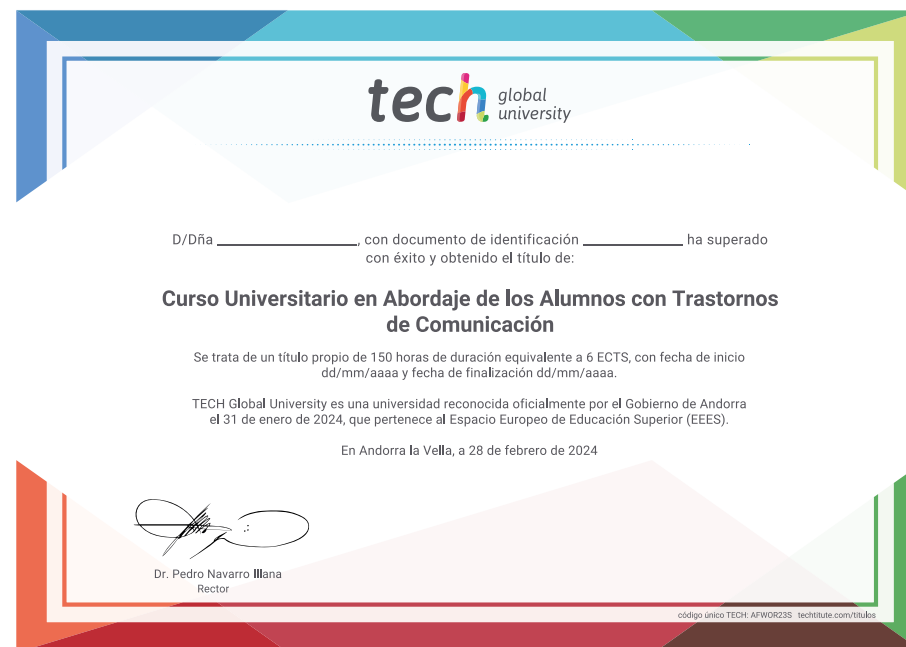 tech global university
D/Dña ____________________, con documento de identificación ______________ ha superado
con éxito y obtenido el título de:
Curso Universitario en Abordaje de los Alumnos con Trastornos
de Comunicación
Se trata de un título propio de 150 horas de duración equivalente a 6 ECTS, con fecha de inicio
dd/mm/aaaa y fecha de finalización dd/mm/aaaa.
TECH Global University es una universidad reconocida oficialmente por el Gobierno de Andorra
el 31 de enero de 2024, que pertenece al Espacio Europeo de Educación Superior (EEES).
En Andorra la Vella, a 28 de febrero de 2024
Dr. Pedro Navarro Illana
Rector
código único TECH: AFWOR23S techtitute.com/titulos